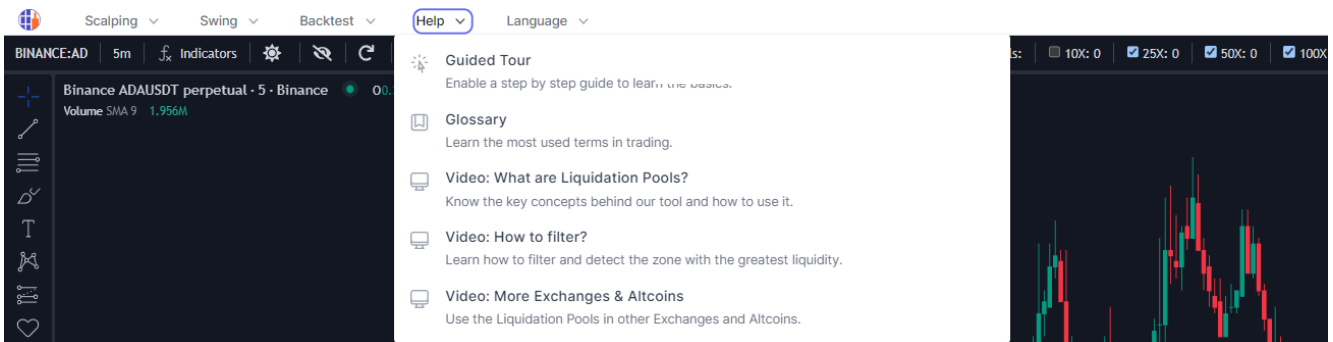 Scalping Swing Backtest Help Language
BINANCE:AD 5m fx Indicators
10X: 0 25X: 0 50X: 0 100X
Binance ADAUSDT perpetual · 5 · Binance
Volume SMA 9 1.956M
Guided Tour
Enable a step by step guide to learn the basics.
Glossary
Learn the most used terms in trading.
Video: What are Liquidation Pools?
Know the key concepts behind our tool and how to use it.
Video: How to filter?
Learn how to filter and detect the zone with the greatest liquidity.
Video: More Exchanges & Altcoins
Use the Liquidation Pools in other Exchanges and Altcoins.